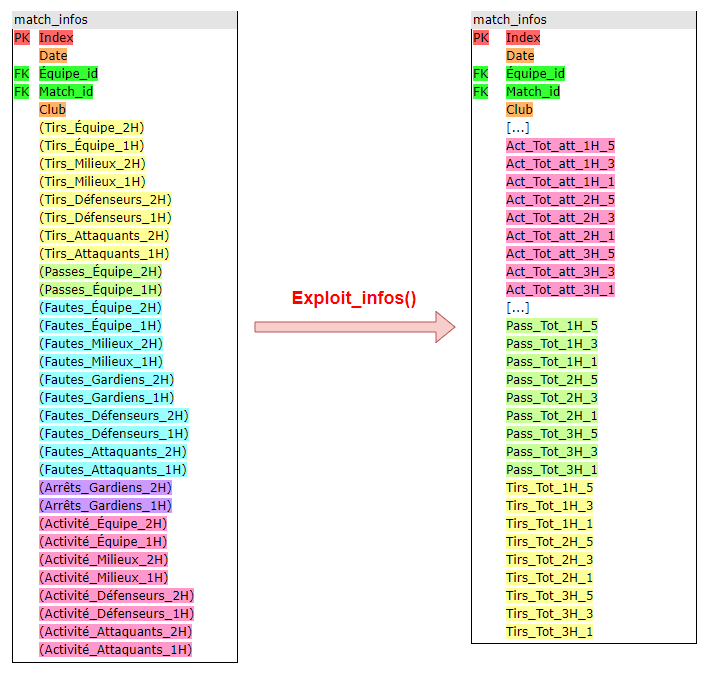 match_infos
PK Index
Date
FK Équipe_id
FK Match_id
Club
(Tirs_Équipe_2H)
(Tirs_Équipe_1H)
(Tirs_Milieux_2H)
(Tirs_Milieux_1H)
(Tirs_Défenseurs_2H)
(Tirs_Défenseurs_1H)
(Tirs_Attaquants_2H)
(Tirs_Attaquants_1H)
(Passes_Équipe_2H)
(Passes_Équipe_1H)
(Fautes_Équipe_2H)
(Fautes_Équipe_1H)
(Fautes_Milieux_2H)
(Fautes_Milieux_1H)
(Fautes_Gardiens_2H)
(Fautes_Gardiens_1H)
(Fautes_Défenseurs_2H)
(Fautes_Défenseurs_1H)
(Fautes_Attaquants_2H)
(Fautes_Attaquants_1H)
(Arrêts_Gardiens_2H)
(Arrêts_Gardiens_1H)
(Activité_Équipe_2H)
(Activité_Équipe_1H)
(Activité_Milieux_2H)
(Activité_Milieux_1H)
(Activité_Défenseurs_2H)
(Activité_Défenseurs_1H)
(Activité_Attaquants_2H)
(Activité_Attaquants_1H)
Exploit_infos()
match_infos
PK Index
Date
FK Équipe_id
FK Match_id
Club
[...]
Act_Tot_att_1H_5
Act_Tot_att_1H_3
Act_Tot_att_1H_1
Act_Tot_att_2H_5
Act_Tot_att_2H_3
Act_Tot_att_2H_1
Act_Tot_att_3H_5
Act_Tot_att_3H_3
Act_Tot_att_3H_1
[...]
Pass_Tot_1H_5
Pass_Tot_1H_3
Pass_Tot_1H_1
Pass_Tot_2H_5
Pass_Tot_2H_3
Pass_Tot_2H_1
Pass_Tot_3H_5
Pass_Tot_3H_3
Pass_Tot_3H_1
Tirs_Tot_1H_5
Tirs_Tot_1H_3
Tirs_Tot_1H_1
Tirs_Tot_2H_5
Tirs_Tot_2H_3
Tirs_Tot_2H_1
Tirs_Tot_3H_5
Tirs_Tot_3H_3
Tirs_Tot_3H_1